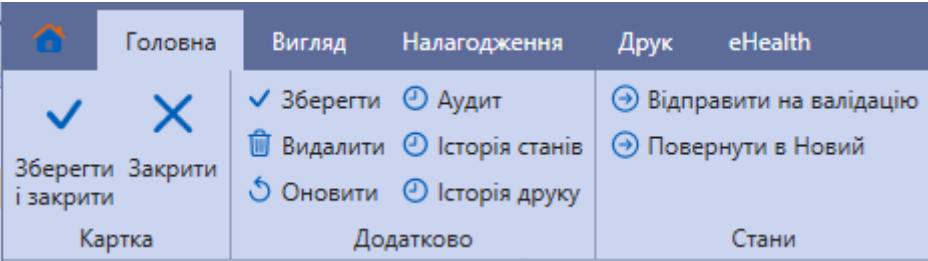 Головна Вигляд Налагодження Друк eHealth
Зберегти і закрити
Закрити
Зберегти
Видалити
Оновити
Аудит
Історія станів
Історія друку
Відправити на валідацію
Повернути в Новий
Картка Додатково Стани